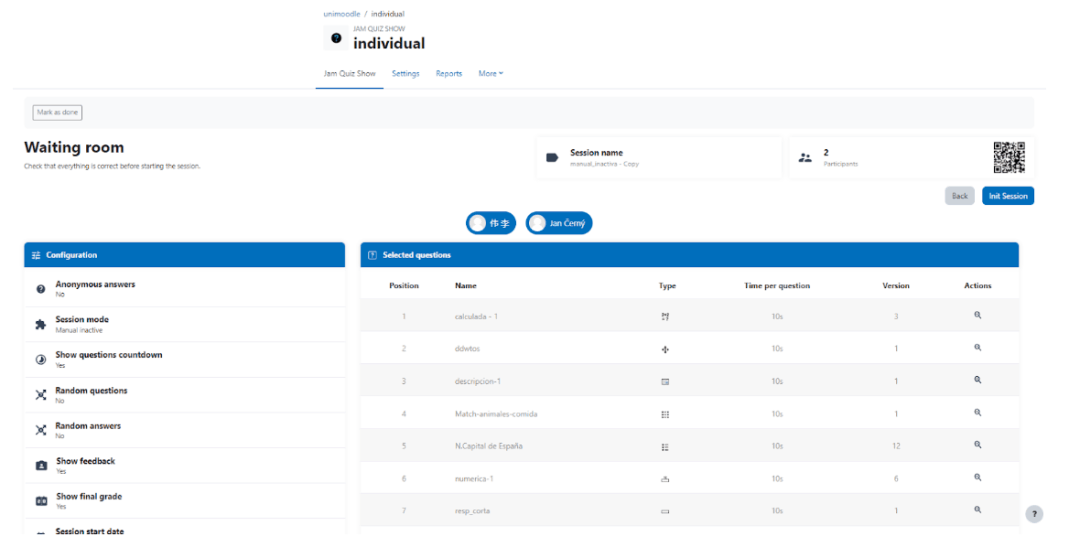 unimoodle / individual
JAM QUIZ SHOW
individual
Jam Quiz Show Settings Reports More
Mark as done
Waiting room
Check that everything is correct before starting the session.
Session name
manual_inactiva - Copy
2
Participants
Back Init Session
伟 李 Jan Černý
Configuration
Anonymous answers
No
Session mode
Manual inactive
Show questions countdown
Yes
Random questions
No
Random answers
No
Show feedback
Yes
Show final grade
Yes
Session start date
Selected questions
Position Name Type Time per question Version Actions
1 calculada - 1 10s 3
2 ddwtos 10s 1
3 descripcion-1 10s 1
4 Match-animales-comida 10s 1
5 N.Capital de España 10s 12
6 numerica-1 10s 6
7 resp_corta 10s 1
?